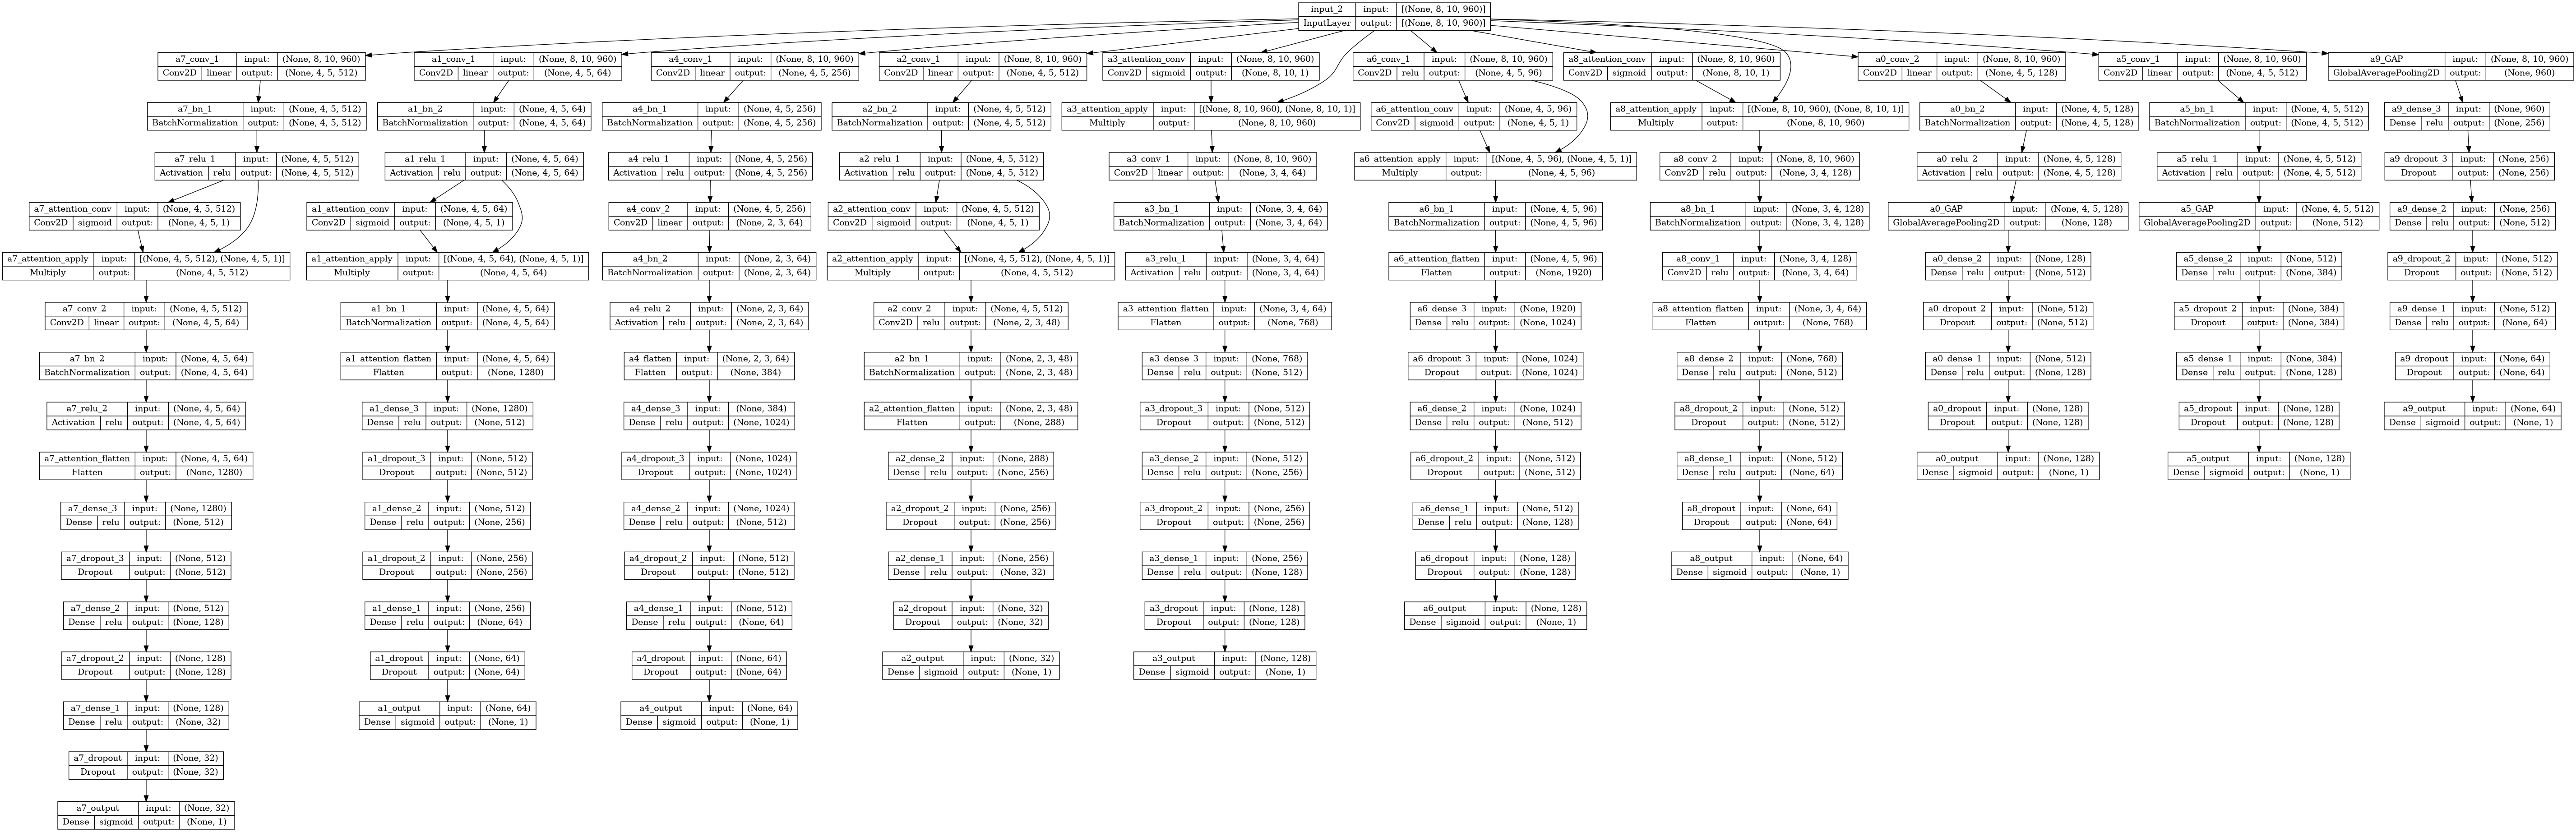 input_2 input: [(None, 8, 10, 960)]
InputLayer output: [(None, 8, 10, 960)]
a7_conv_1 input: (None, 8, 10, 960)
Conv2D linear output: (None, 4, 5, 512)
a7_bn_1 input: (None, 4, 5, 512)
BatchNormalization output: (None, 4, 5, 512)
a7_relu_1 input: (None, 4, 5, 512)
Activation relu output: (None, 4, 5, 512)
a7_attention_conv input: (None, 4, 5, 512)
Conv2D sigmoid output: (None, 4, 5, 1)
a7_attention_apply input: [(None, 4, 5, 512), (None, 4, 5, 1)]
Multiply output: (None, 4, 5, 512)
a7_conv_2 input: (None, 4, 5, 512)
Conv2D linear output: (None, 4, 5, 64)
a7_bn_2 input: (None, 4, 5, 64)
BatchNormalization output: (None, 4, 5, 64)
a7_relu_2 input: (None, 4, 5, 64)
Activation relu output: (None, 4, 5, 64)
a7_attention_flatten input: (None, 4, 5, 64)
Flatten output: (None, 1280)
a7_dense_3 input: (None, 1280)
Dense relu output: (None, 512)
a7_dropout_3 input: (None, 512)
Dropout output: (None, 512)
a7_dense_2 input: (None, 512)
Dense relu output: (None, 128)
a7_dropout_2 input: (None, 128)
Dropout output: (None, 128)
a7_dense_1 input: (None, 128)
Dense relu output: (None, 32)
a7_dropout input: (None, 32)
Dropout output: (None, 32)
a7_output input: (None, 32)
Dense sigmoid output: (None, 1)
a1_conv_1 input: (None, 8, 10, 960)
Conv2D linear output: (None, 4, 5, 64)
a1_bn_2 input: (None, 4, 5, 64)
BatchNormalization output: (None, 4, 5, 64)
a1_relu_1 input: (None, 4, 5, 64)
Activation relu output: (None, 4, 5, 64)
a1_attention_conv input: (None, 4, 5, 64)
Conv2D sigmoid output: (None, 4, 5, 1)
a1_attention_apply input: [(None, 4, 5, 64), (None, 4, 5, 1)]
Multiply output: (None, 4, 5, 64)
a1_bn_1 input: (None, 4, 5, 64)
BatchNormalization output: (None, 4, 5, 64)
a1_attention_flatten input: (None, 4, 5, 64)
Flatten output: (None, 1280)
a1_dense_3 input: (None, 1280)
Dense relu output: (None, 512)
a1_dropout_3 input: (None, 512)
Dropout output: (None, 512)
a1_dense_2 input: (None, 512)
Dense relu output: (None, 256)
a1_dropout_2 input: (None, 256)
Dropout output: (None, 256)
a1_dense_1 input: (None, 256)
Dense relu output: (None, 64)
a1_dropout input: (None, 64)
Dropout output: (None, 64)
a1_output input: (None, 64)
Dense sigmoid output: (None, 1)
a4_conv_1 input: (None, 8, 10, 960)
Conv2D linear output: (None, 4, 5, 256)
a4_bn_1 input: (None, 4, 5, 256)
BatchNormalization output: (None, 4, 5, 256)
a4_relu_1 input: (None, 4, 5, 256)
Activation relu output: (None, 4, 5, 256)
a4_conv_2 input: (None, 4, 5, 256)
Conv2D linear output: (None, 2, 3, 64)
a4_bn_2 input: (None, 2, 3, 64)
BatchNormalization output: (None, 2, 3, 64)
a4_relu_2 input: (None, 2, 3, 64)
Activation relu output: (None, 2, 3, 64)
a4_flatten input: (None, 2, 3, 64)
Flatten output: (None, 384)
a4_dense_3 input: (None, 384)
Dense relu output: (None, 1024)
a4_dropout_3 input: (None, 1024)
Dropout output: (None, 1024)
a4_dense_2 input: (None, 1024)
Dense relu output: (None, 512)
a4_dropout_2 input: (None, 512)
Dropout output: (None, 512)
a4_dense_1 input: (None, 512)
Dense relu output: (None, 64)
a4_dropout input: (None, 64)
Dropout output: (None, 64)
a4_output input: (None, 64)
Dense sigmoid output: (None, 1)
a2_conv_1 input: (None, 8, 10, 960)
Conv2D linear output: (None, 4, 5, 512)
a2_bn_2 input: (None, 4, 5, 512)
BatchNormalization output: (None, 4, 5, 512)
a2_relu_1 input: (None, 4, 5, 512)
Activation relu output: (None, 4, 5, 512)
a2_attention_conv input: (None, 4, 5, 512)
Conv2D sigmoid output: (None, 4, 5, 1)
a2_attention_apply input: [(None, 4, 5, 512), (None, 4, 5, 1)]
Multiply output: (None, 4, 5, 512)
a2_conv_2 input: (None, 4, 5, 512)
Conv2D relu output: (None, 2, 3, 48)
a2_bn_1 input: (None, 2, 3, 48)
BatchNormalization output: (None, 2, 3, 48)
a2_attention_flatten input: (None, 2, 3, 48)
Flatten output: (None, 288)
a2_dense_2 input: (None, 288)
Dense relu output: (None, 256)
a2_dropout_2 input: (None, 256)
Dropout output: (None, 256)
a2_dense_1 input: (None, 256)
Dense relu output: (None, 32)
a2_dropout input: (None, 32)
Dropout output: (None, 32)
a2_output input: (None, 32)
Dense sigmoid output: (None, 1)
a3_attention_conv input: (None, 8, 10, 960)
Conv2D sigmoid output: (None, 8, 10, 1)
a3_attention_apply input: [(None, 8, 10, 960), (None, 8, 10, 1)]
Multiply output: (None, 8, 10, 960)
a3_conv_1 input: (None, 8, 10, 960)
Conv2D linear output: (None, 3, 4, 64)
a3_bn_1 input: (None, 3, 4, 64)
BatchNormalization output: (None, 3, 4, 64)
a3_relu_1 input: (None, 3, 4, 64)
Activation relu output: (None, 3, 4, 64)
a3_attention_flatten input: (None, 3, 4, 64)
Flatten output: (None, 768)
a3_dense_3 input: (None, 768)
Dense relu output: (None, 512)
a3_dropout_3 input: (None, 512)
Dropout output: (None, 512)
a3_dense_2 input: (None, 512)
Dense relu output: (None, 256)
a3_dropout_2 input: (None, 256)
Dropout output: (None, 256)
a3_dense_1 input: (None, 256)
Dense relu output: (None, 128)
a3_dropout input: (None, 128)
Dropout output: (None, 128)
a3_output input: (None, 128)
Dense sigmoid output: (None, 1)
a6_conv_1 input: (None, 8, 10, 960)
Conv2D relu output: (None, 4, 5, 96)
a6_attention_conv input: (None, 4, 5, 96)
Conv2D sigmoid output: (None, 4, 5, 1)
a6_attention_apply input: [(None, 4, 5, 96), (None, 4, 5, 1)]
Multiply output: (None, 4, 5, 96)
a6_bn_1 input: (None, 4, 5, 96)
BatchNormalization output: (None, 4, 5, 96)
a6_attention_flatten input: (None, 4, 5, 96)
Flatten output: (None, 1920)
a6_dense_3 input: (None, 1920)
Dense relu output: (None, 1024)
a6_dropout_3 input: (None, 1024)
Dropout output: (None, 1024)
a6_dense_2 input: (None, 1024)
Dense relu output: (None, 512)
a6_dropout_2 input: (None, 512)
Dropout output: (None, 512)
a6_dense_1 input: (None, 512)
Dense relu output: (None, 128)
a6_dropout input: (None, 128)
Dropout output: (None, 128)
a6_output input: (None, 128)
Dense sigmoid output: (None, 1)
a8_attention_conv input: (None, 8, 10, 960)
Conv2D sigmoid output: (None, 8, 10, 1)
a8_attention_apply input: [(None, 8, 10, 960), (None, 8, 10, 1)]
Multiply output: (None, 8, 10, 960)
a8_conv_2 input: (None, 8, 10, 960)
Conv2D relu output: (None, 3, 4, 128)
a8_bn_1 input: (None, 3, 4, 128)
BatchNormalization output: (None, 3, 4, 128)
a8_conv_1 input: (None, 3, 4, 128)
Conv2D relu output: (None, 3, 4, 64)
a8_attention_flatten input: (None, 3, 4, 64)
Flatten output: (None, 768)
a8_dense_2 input: (None, 768)
Dense relu output: (None, 512)
a8_dropout_2 input: (None, 512)
Dropout output: (None, 512)
a8_dense_1 input: (None, 512)
Dense relu output: (None, 64)
a8_dropout input: (None, 64)
Dropout output: (None, 64)
a8_output input: (None, 64)
Dense sigmoid output: (None, 1)
a0_conv_2 input: (None, 8, 10, 960)
Conv2D linear output: (None, 4, 5, 128)
a0_bn_2 input: (None, 4, 5, 128)
BatchNormalization output: (None, 4, 5, 128)
a0_relu_2 input: (None, 4, 5, 128)
Activation relu output: (None, 4, 5, 128)
a0_GAP input: (None, 4, 5, 128)
GlobalAveragePooling2D output: (None, 128)
a0_dense_2 input: (None, 128)
Dense relu output: (None, 512)
a0_dropout_2 input: (None, 512)
Dropout output: (None, 512)
a0_dense_1 input: (None, 512)
Dense relu output: (None, 128)
a0_dropout input: (None, 128)
Dropout output: (None, 128)
a0_output input: (None, 128)
Dense sigmoid output: (None, 1)
a5_conv_1 input: (None, 8, 10, 960)
Conv2D linear output: (None, 4, 5, 512)
a5_bn_1 input: (None, 4, 5, 512)
BatchNormalization output: (None, 4, 5, 512)
a5_relu_1 input: (None, 4, 5, 512)
Activation relu output: (None, 4, 5, 512)
a5_GAP input: (None, 4, 5, 512)
GlobalAveragePooling2D output: (None, 512)
a5_dense_2 input: (None, 512)
Dense relu output: (None, 384)
a5_dropout_2 input: (None, 384)
Dropout output: (None, 384)
a5_dense_1 input: (None, 384)
Dense relu output: (None, 128)
a5_dropout input: (None, 128)
Dropout output: (None, 128)
a5_output input: (None, 128)
Dense sigmoid output: (None, 1)
a9_GAP input: (None, 8, 10, 960)
GlobalAveragePooling2D output: (None, 960)
a9_dense_3 input: (None, 960)
Dense relu output: (None, 256)
a9_dropout_3 input: (None, 256)
Dropout output: (None, 256)
a9_dense_2 input: (None, 256)
Dense relu output: (None, 512)
a9_dropout_2 input: (None, 512)
Dropout output: (None, 512)
a9_dense_1 input: (None, 512)
Dense relu output: (None, 64)
a9_dropout input: (None, 64)
Dropout output: (None, 64)
a9_output input: (None, 64)
Dense sigmoid output: (None, 1)